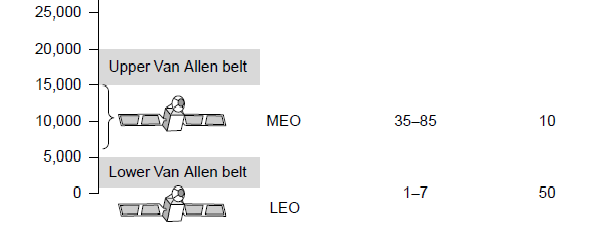 25,000
20,000
Upper Van Allen belt
15,000
10,000 MEO 35–85 10
5,000
Lower Van Allen belt
0 1–7 50
LEO